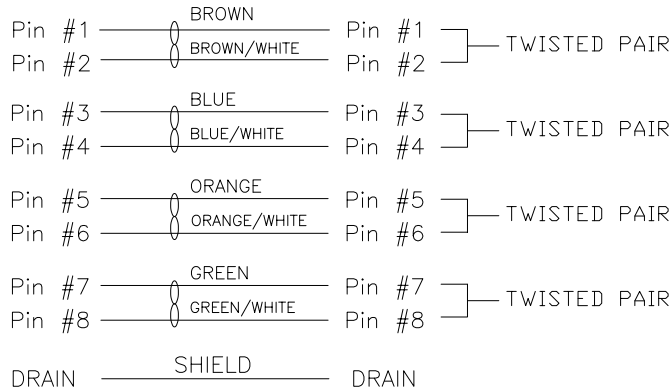 BROWN
Pin #1 Pin #1
BROWN/WHITE TWISTED PAIR
Pin #2 Pin #2
BLUE
Pin #3 Pin #3
BLUE/WHITE TWISTED PAIR
Pin #4 Pin #4
ORANGE
Pin #5 Pin #5
ORANGE/WHITE TWISTED PAIR
Pin #6 Pin #6
GREEN
Pin #7 Pin #7
GREEN/WHITE TWISTED PAIR
Pin #8 Pin #8
SHIELD
DRAIN DRAIN